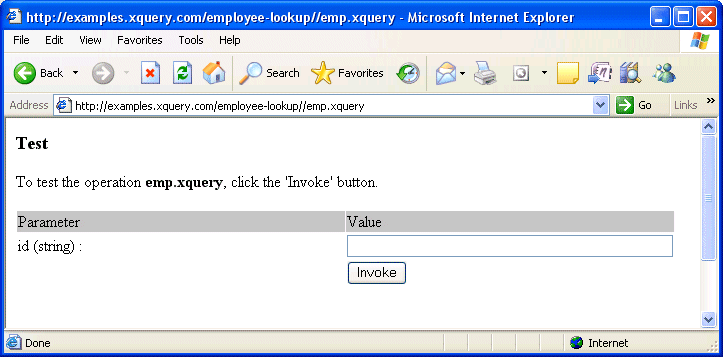 http://examples.xquery.com/employee-lookup//emp.xquery - Microsoft Internet Explorer
File Edit View Favorites Tools Help
Back Search Favorites
Address http://examples.xquery.com/employee-lookup//emp.xquery Go Links »
Test
To test the operation emp.xquery, click the 'Invoke' button.
Parameter Value
id (string) :
Invoke
Done Internet